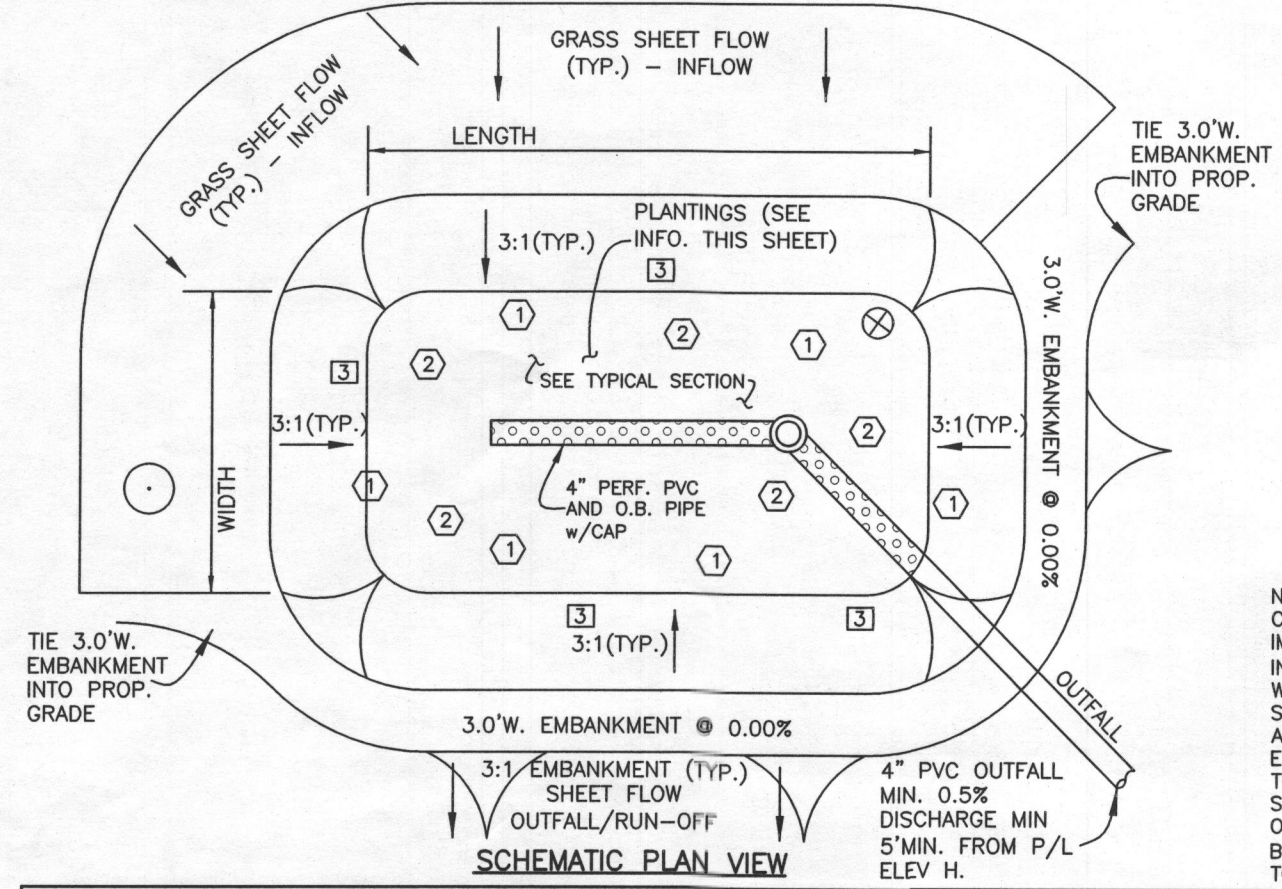 GRASS SHEET FLOW
(TYP.) – INFLOW
GRASS SHEET FLOW
(TYP.) – INFLOW
LENGTH
TIE 3.0'W.
EMBANKMENT
INTO PROP.
GRADE
PLANTINGS (SEE
INFO. THIS SHEET)
3:1(TYP.)
3
1
2
1
2
SEE TYPICAL SECTION
3
3:1(TYP.)
2
3:1(TYP.)
3.0'W. EMBANKMENT @ 0.00%
WIDTH
1
4" PERF. PVC
AND O.B. PIPE
w/CAP
2
1
2
1
1
3
3
3:1(TYP.)
TIE 3.0'W.
EMBANKMENT
INTO PROP.
GRADE
OUTFALL
3.0'W. EMBANKMENT @ 0.00%
3:1 EMBANKMENT (TYP.)
SHEET FLOW
OUTFALL/RUN-OFF
4" PVC OUTFALL
MIN. 0.5%
DISCHARGE MIN
5'MIN. FROM P/L
ELEV H.
SCHEMATIC PLAN VIEW